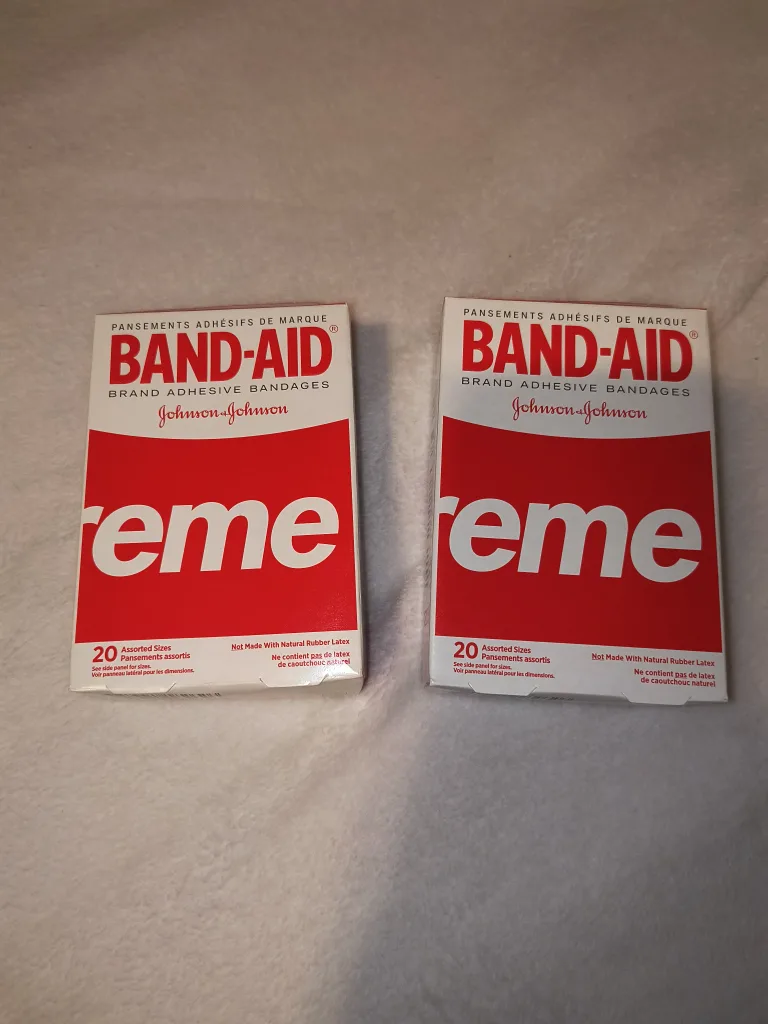 PANSEMENTS ADHÉSIFS DE MARQUE
BAND-AID®
BRAND ADHESIVE BANDAGES
Johnson & Johnson
reme
20 Assorted Sizes
Pansements assortis
See side panel for sizes.
Voir panneau latéral pour les dimensions.
Not Made With Natural Rubber Latex
Ne contient pas de latex
de caoutchouc naturel
PANSEMENTS ADHÉSIFS DE MARQUE
BAND-AID®
BRAND ADHESIVE BANDAGES
Johnson & Johnson
reme
20 Assorted Sizes
Pansements assortis
See side panel for sizes.
Voir panneau latéral pour les dimensions.
Not Made With Natural Rubber Latex
Ne contient pas de latex
de caoutchouc naturel